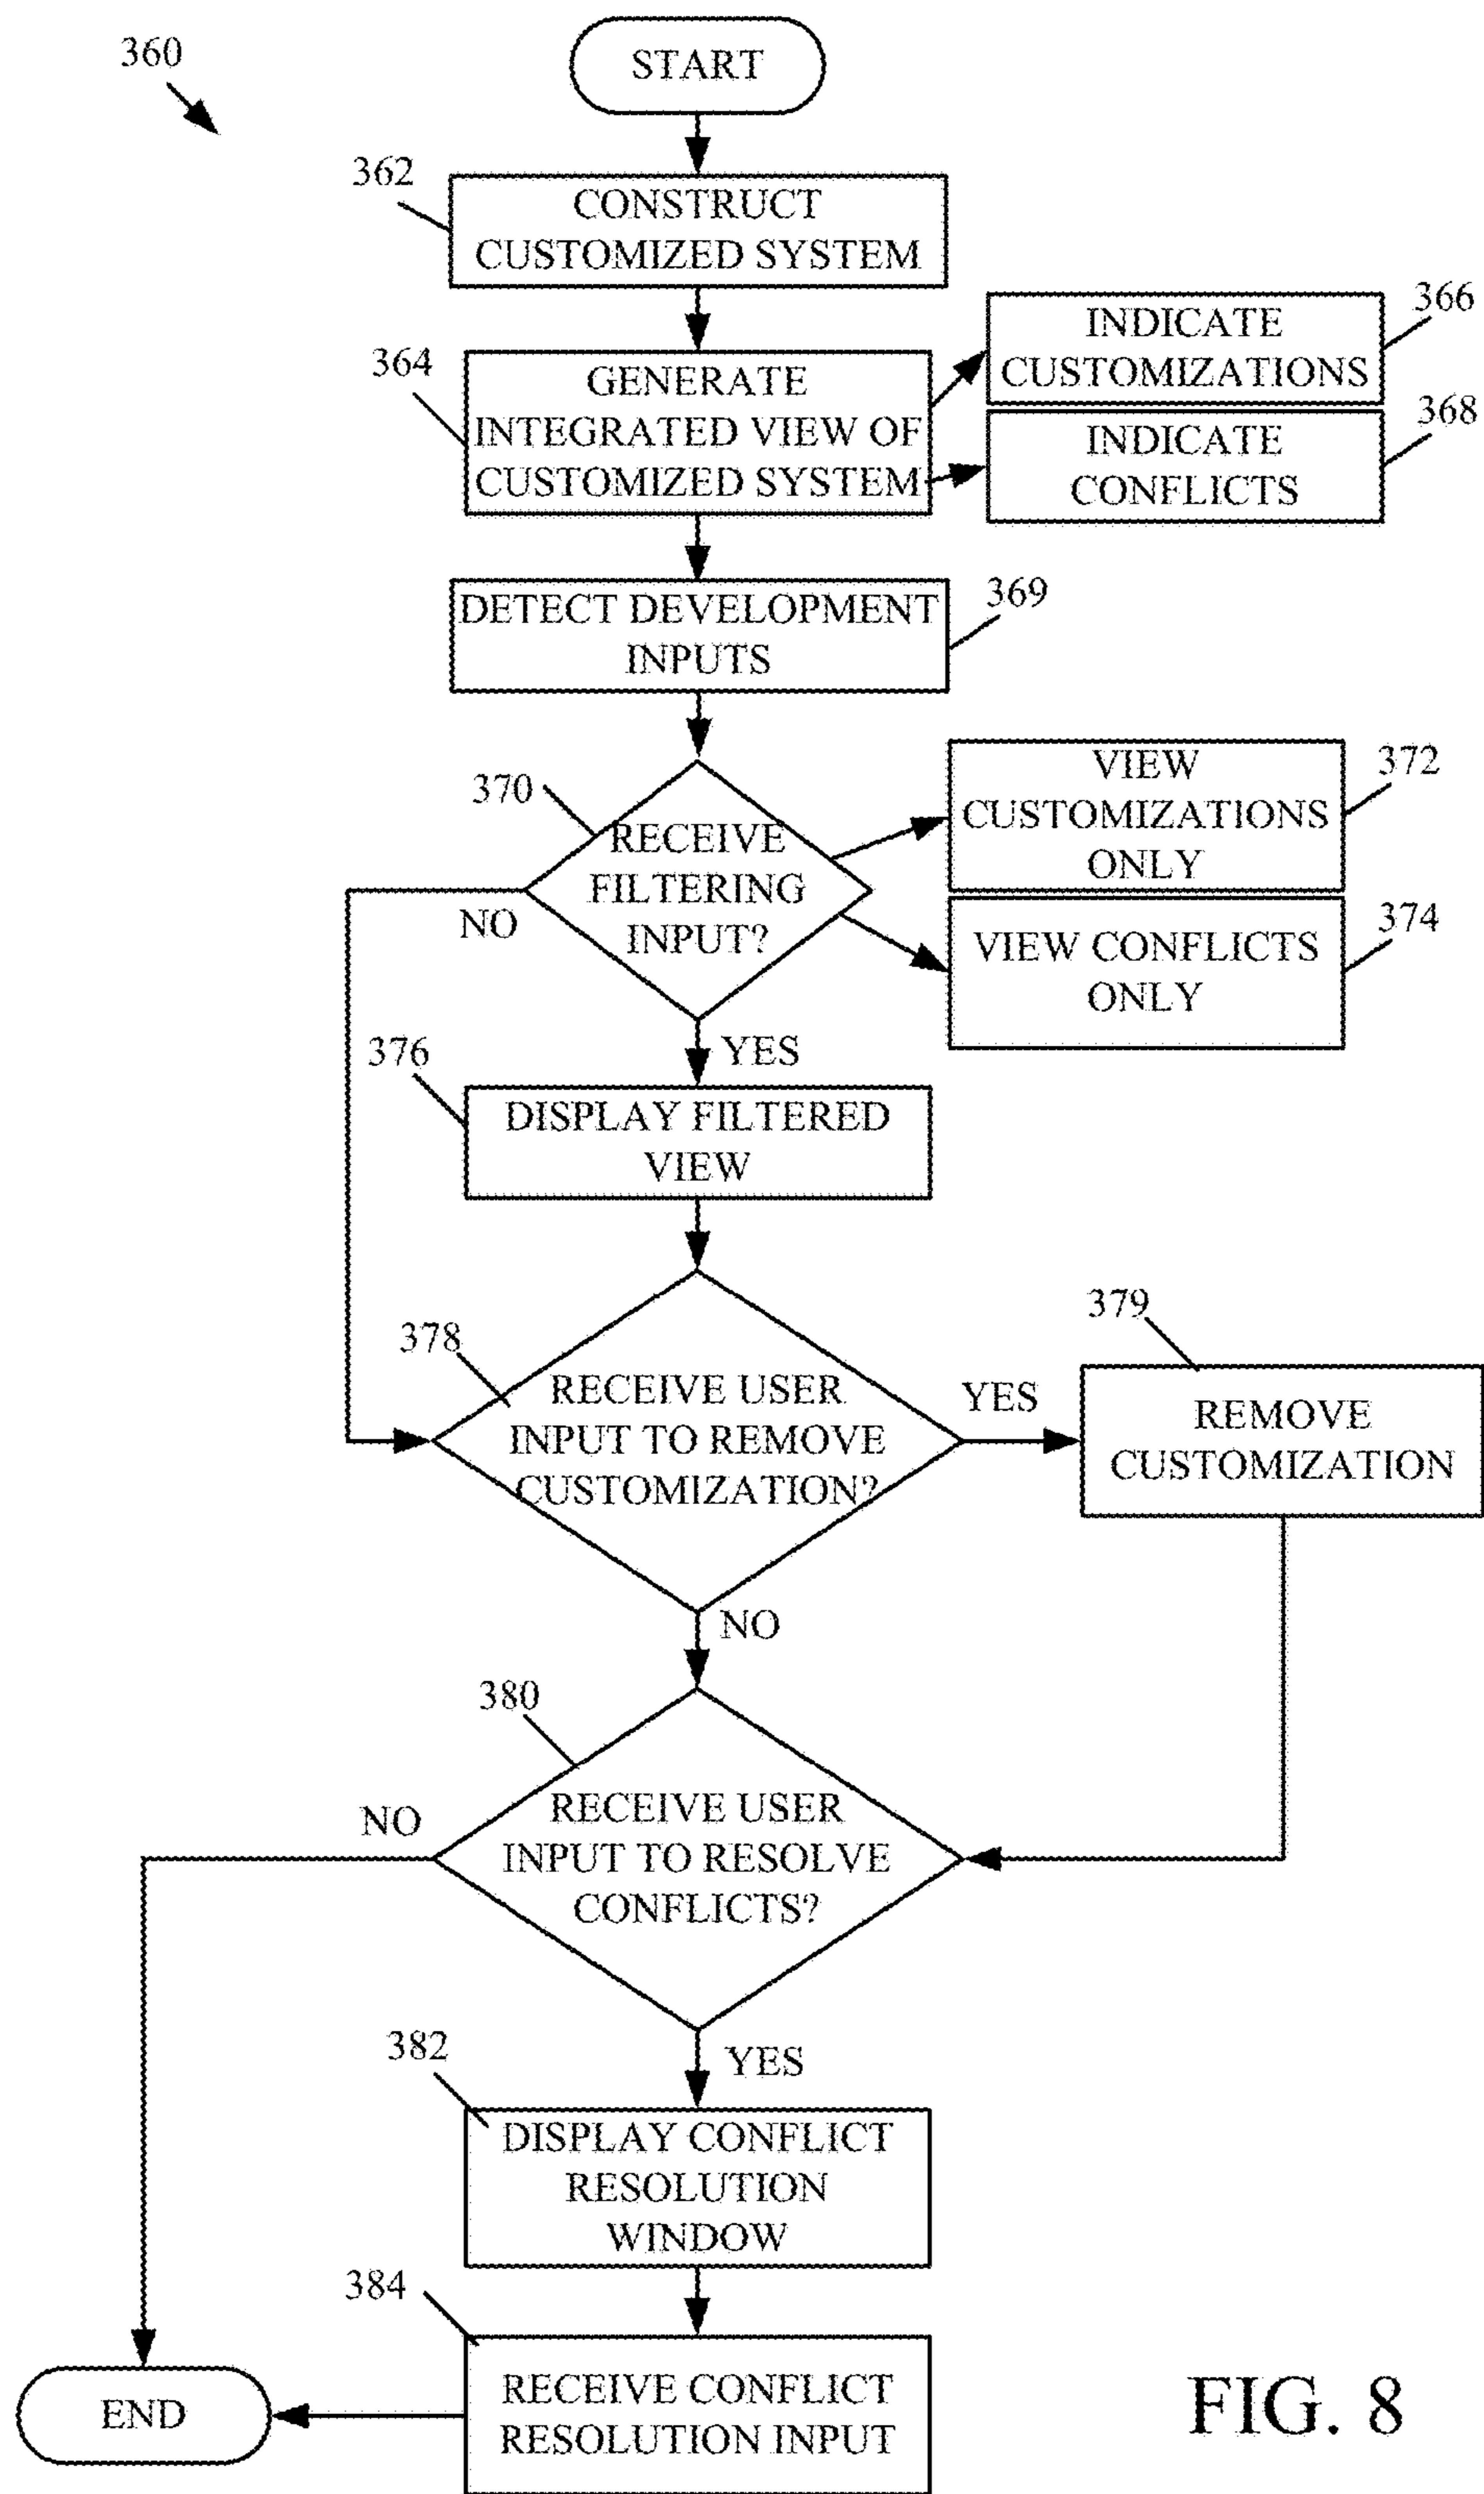 360
START
362
CONSTRUCT
CUSTOMIZED SYSTEM
364
GENERATE
INTEGRATED VIEW OF
CUSTOMIZED SYSTEM
366
INDICATE
CUSTOMIZATIONS
368
INDICATE
CONFLICTS
369
DETECT DEVELOPMENT
INPUTS
370
RECEIVE
FILTERING
INPUT?
NO
372
VIEW
CUSTOMIZATIONS
ONLY
374
VIEW CONFLICTS
ONLY
YES
376
DISPLAY FILTERED
VIEW
378
RECEIVE USER
INPUT TO REMOVE
CUSTOMIZATION?
YES
379
REMOVE
CUSTOMIZATION
NO
380
RECEIVE USER
INPUT TO RESOLVE
CONFLICTS?
NO
YES
382
DISPLAY CONFLICT
RESOLUTION
WINDOW
384
RECEIVE CONFLICT
RESOLUTION INPUT
END
FIG. 8